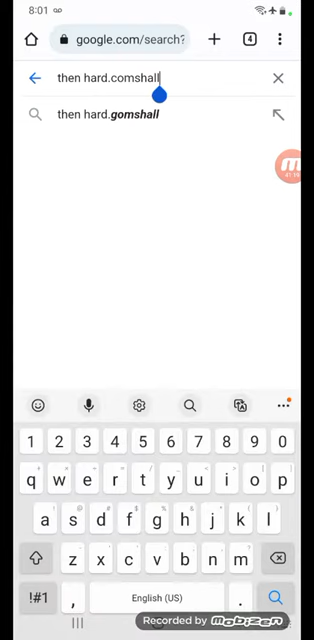 8:01
google.com/search?
4
then hard.comshall
then hard.gomshall
1 2 3 4 5 6 7 8 9 0
q w e r t y u i o p
a s d f g h j k l
z x c v b n m
!#1 , English (US) .
Recorded by mobizen